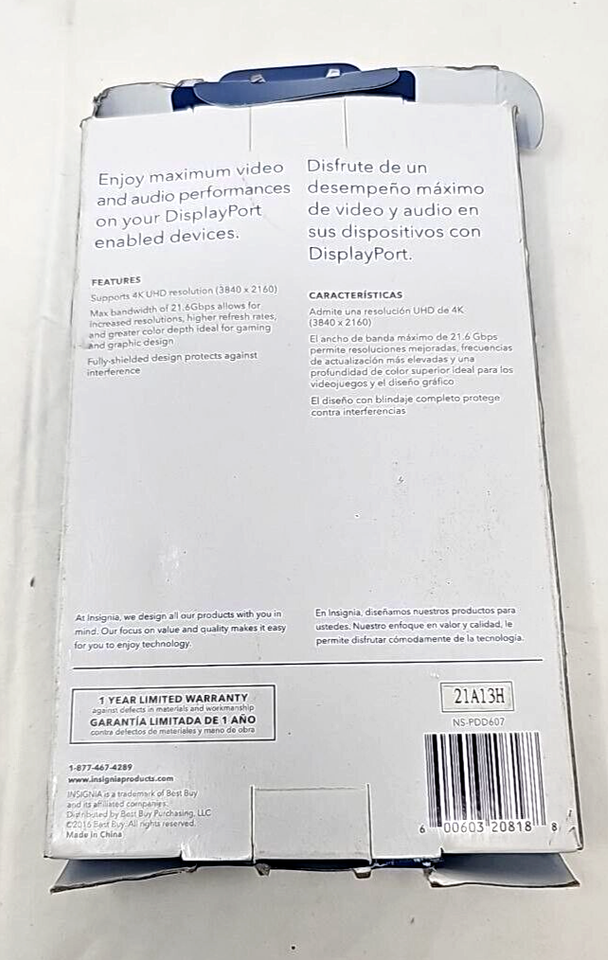 Enjoy maximum video
and audio performances
on your DisplayPort
enabled devices.
FEATURES
Supports 4K UHD resolution (3840 x 2160)
Max bandwidth of 21.6Gbps allows for
increased resolutions, higher refresh rates,
and greater color depth ideal for gaming
and graphic design
Fully-shielded design protects against
interference
Disfrute de un
desempeño máximo
de video y audio en
sus dispositivos con
DisplayPort.
CARACTERÍSTICAS
Admite una resolución UHD de 4K
(3840 x 2160)
El ancho de banda máximo de 21.6 Gbps
permite resoluciones mejoradas, frecuencias
de actualización más elevadas y una
profundidad de color superior ideal para los
videojuegos y el diseño gráfico
El diseño con blindaje completo protege
contra interferencias
At Insignia, we design all our products with you in
mind. Our focus on value and quality makes it easy
for you to enjoy technology.
En Insignia, diseñamos nuestros productos para
ustedes. Nuestro enfoque en valor y calidad, le
permite disfrutar cómodamente de la tecnología.
1 YEAR LIMITED WARRANTY
against defects in materials and workmanship
GARANTÍA LIMITADA DE 1 AÑO
contra defectos de materiales y mano de obra
1-877-467-4289
www.insigniaproducts.com
INSIGNIA is a trademark of Best Buy
and its affiliated companies.
Distributed by Best Buy Purchasing, LLC
©2016 Best Buy. All rights reserved.
Made in China
21A13H
NS-PDD607
6 00603 20818 8